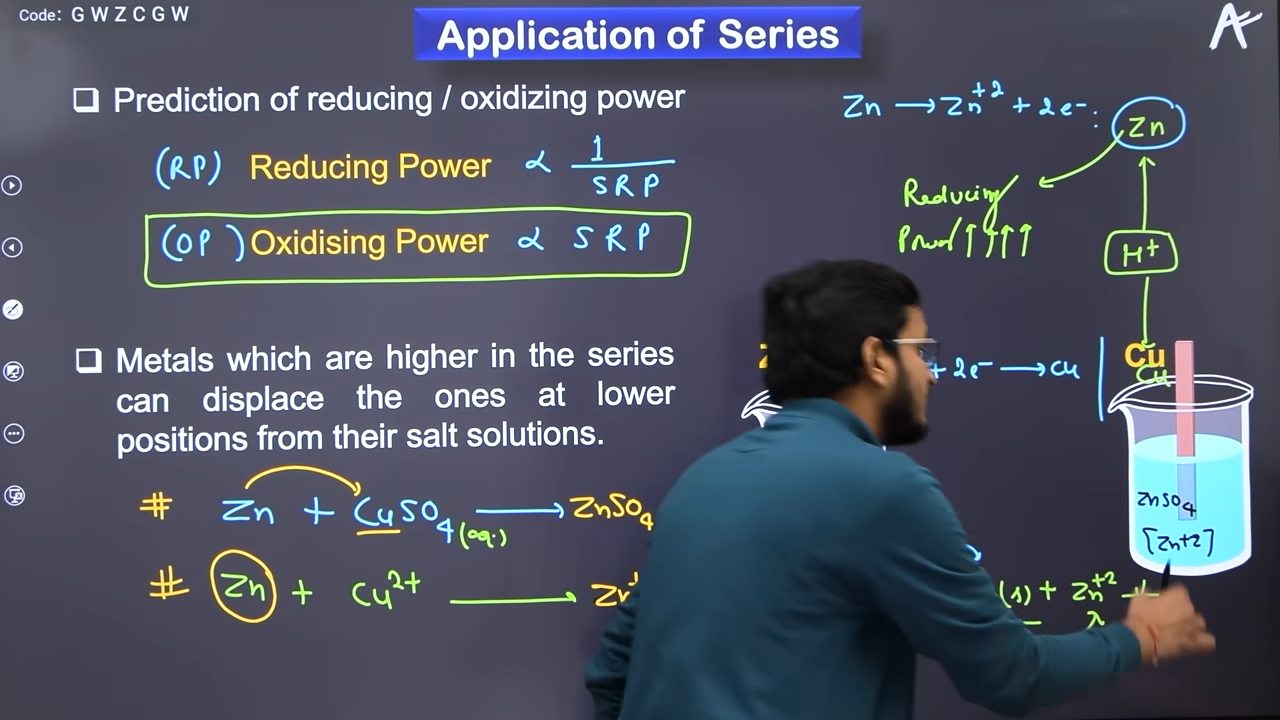 Code: G W Z C G W
Application of Series
❑ Prediction of reducing / oxidizing power
(RP) Reducing Power ∝ 1/SRP
(OP) Oxidising Power ∝ SRP
Zn → Zn+2 + 2e-
Zn
Reducing
Power ↑↑↑↑
H+
❑ Metals which are higher in the series
can displace the ones at lower
positions from their salt solutions.
+ 2e- → Cu
Cu
Cu
ZnSO4
[Zn+2]
# Zn + CuSO4 (aq.) → ZnSO4
# Zn + Cu2+ → Zn
(s) + Zn+2